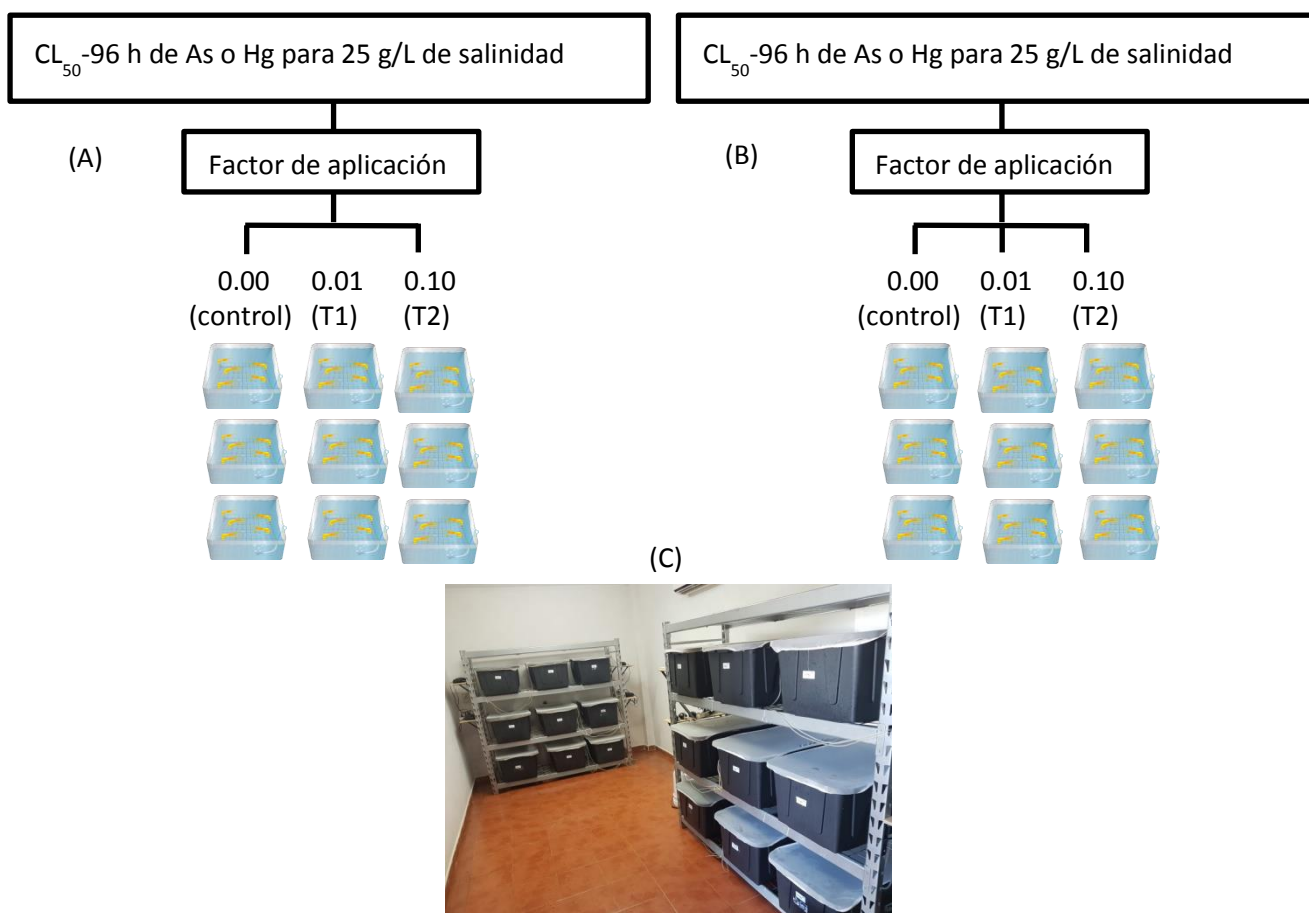 CL50-96 h de As o Hg para 25 g/L de salinidad
(A)
Factor de aplicación
0.00 0.01 0.10
(control) (T1) (T2)
CL50-96 h de As o Hg para 25 g/L de salinidad
(B)
Factor de aplicación
0.00 0.01 0.10
(control) (T1) (T2)
(C)